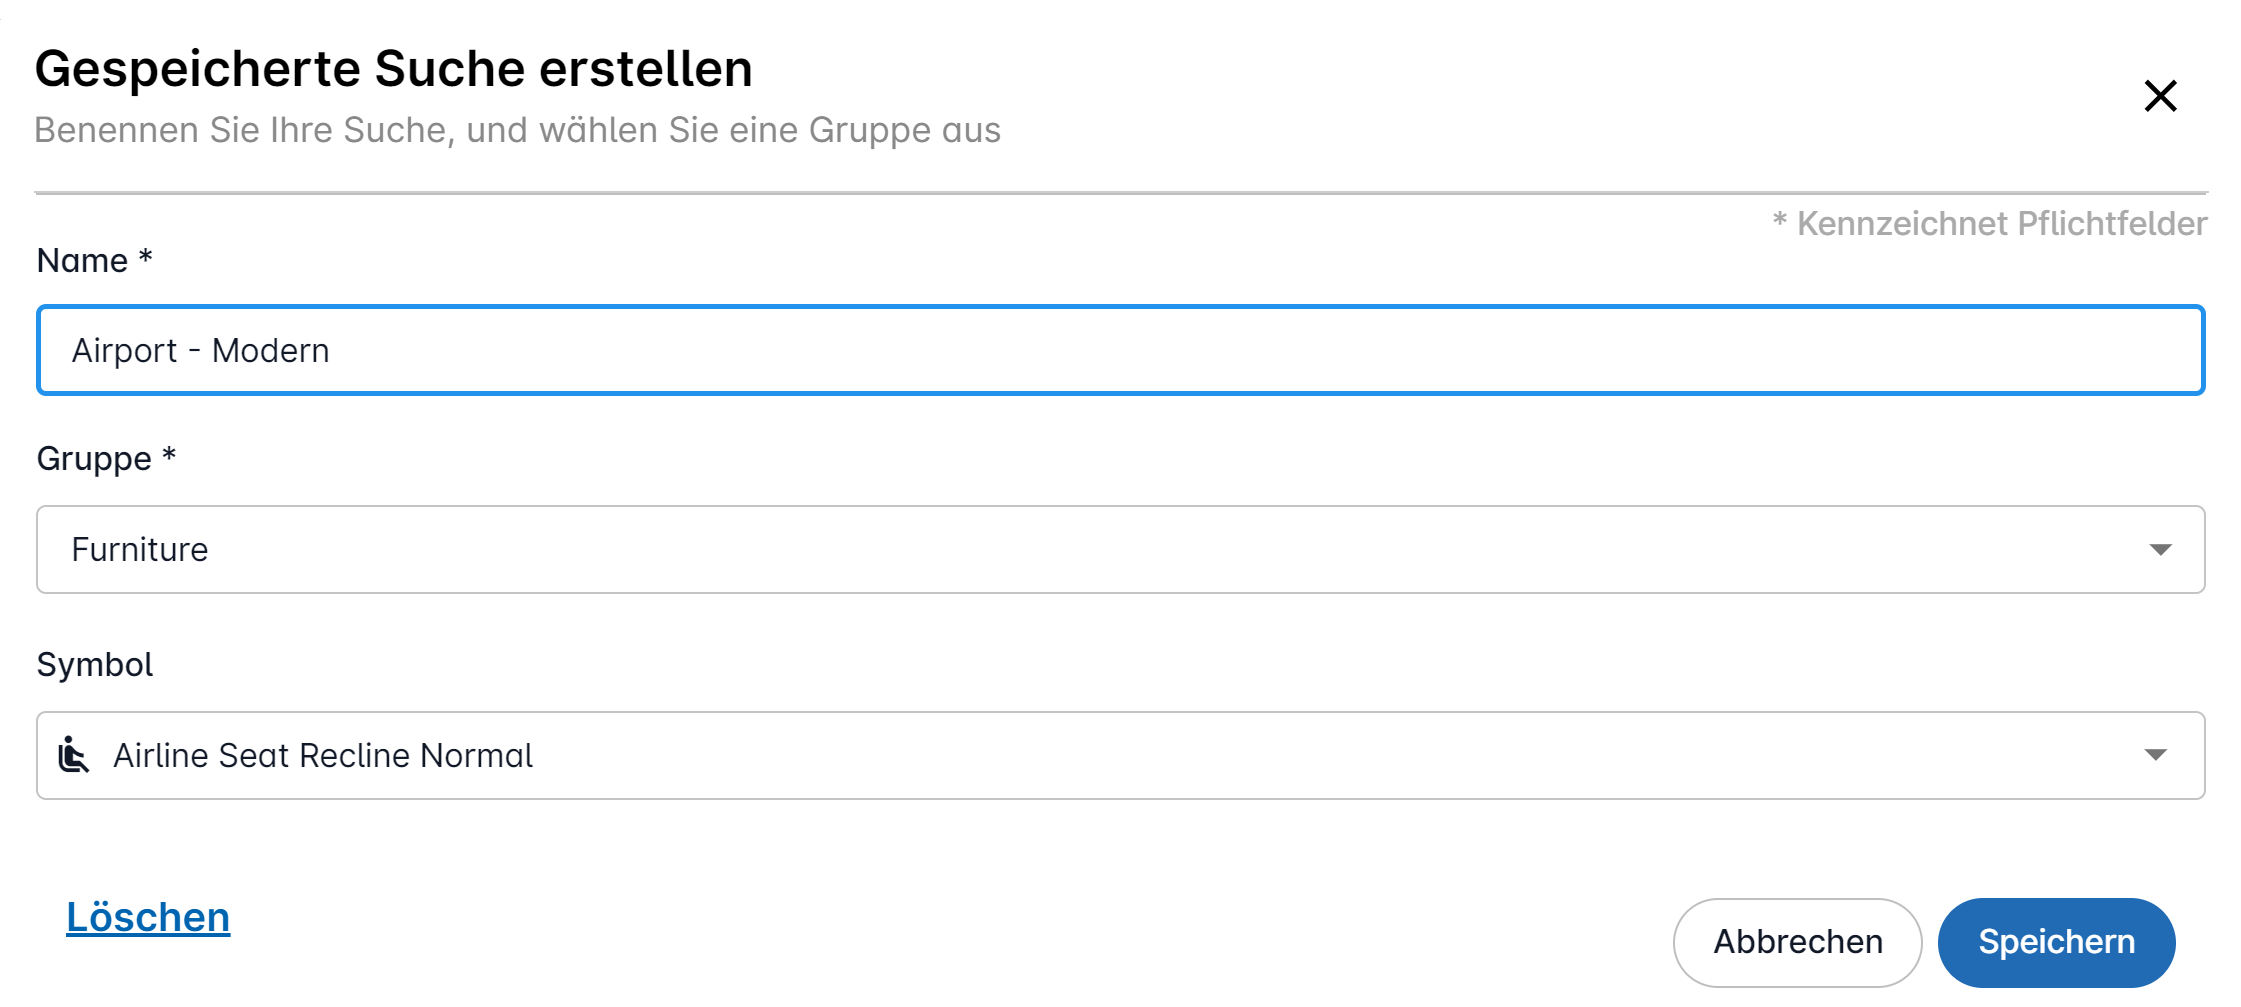 Gespeicherte Suche erstellen
Benennen Sie Ihre Suche, und wählen Sie eine Gruppe aus
* Kennzeichnet Pflichtfelder
Name *
Airport - Modern
Gruppe *
Furniture
Symbol
Airline Seat Recline Normal
Löschen
Abbrechen
Speichern